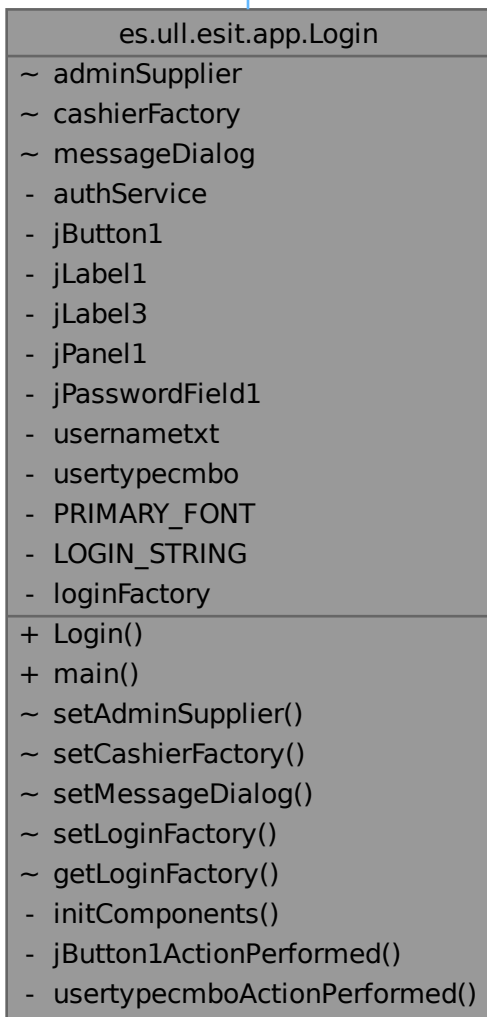 es.ull.esit.app.Login
~ adminSupplier
~ cashierFactory
~ messageDialog
- authService
- jButton1
- jLabel1
- jLabel3
- jPanel1
- jPasswordField1
- usernametxt
- usertypecmbo
- PRIMARY_FONT
- LOGIN_STRING
- loginFactory
+ Login()
+ main()
~ setAdminSupplier()
~ setCashierFactory()
~ setMessageDialog()
~ setLoginFactory()
~ getLoginFactory()
- initComponents()
- jButton1ActionPerformed()
- usertypecmboActionPerformed()